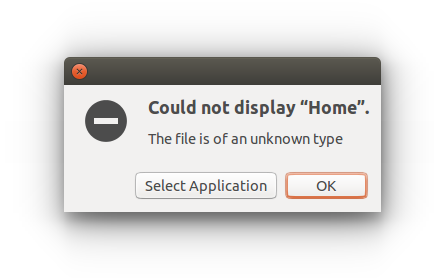 Could not display “Home”.
The file is of an unknown type
Select Application
OK